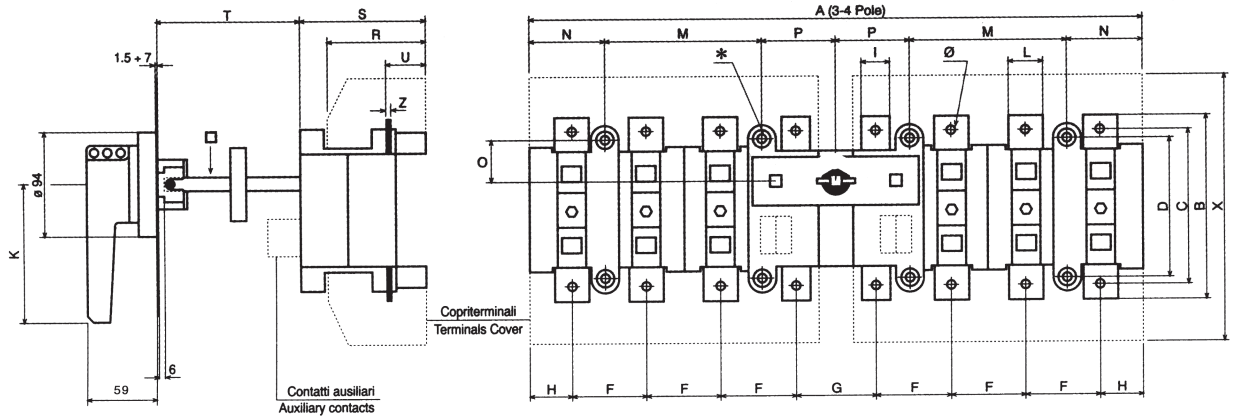 T
S
A (3-4 Pole)
R
N
M
P
P
M
N
U
1.5 ÷ 7
*
I
Ø
L
Z
O
ø 94
K
D
C
B
X
Copriterminali
Terminals Cover
6
59
Contatti ausiliari
Auxiliary contacts
H
F
F
F
G
F
F
F
H